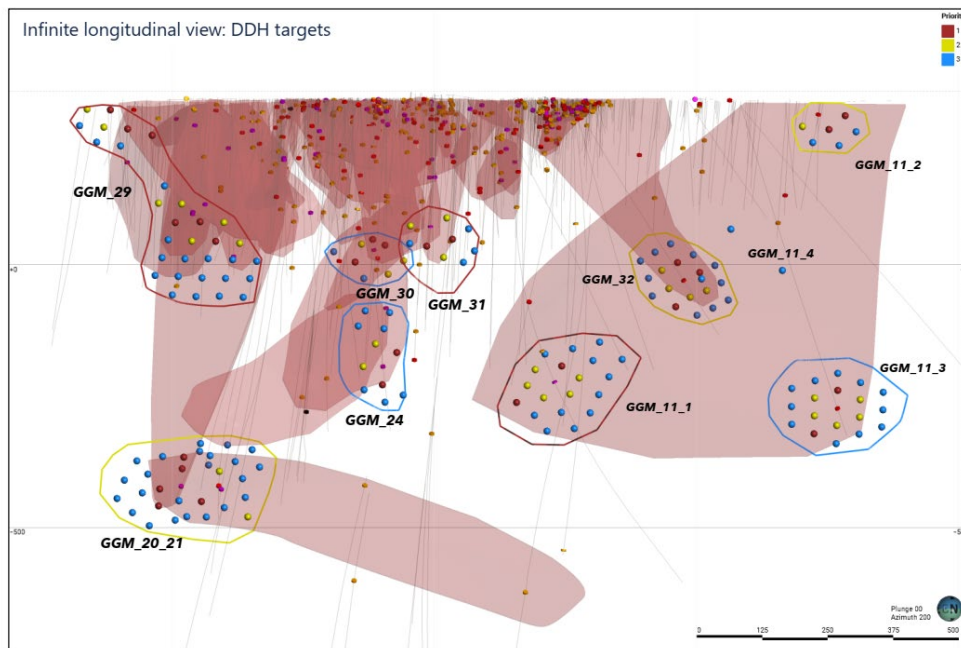 Infinite longitudinal view: DDH targets
Priorit
1
2
3
GGM_11_2
GGM_29
GGM_11_4
+0
GGM_32
GGM_30
GGM_31
GGM_11_3
GGM_11_1
GGM_24
-500
-5
GGM_20_21
Plunge 00
Azimuth 200
0
125
250
375
500